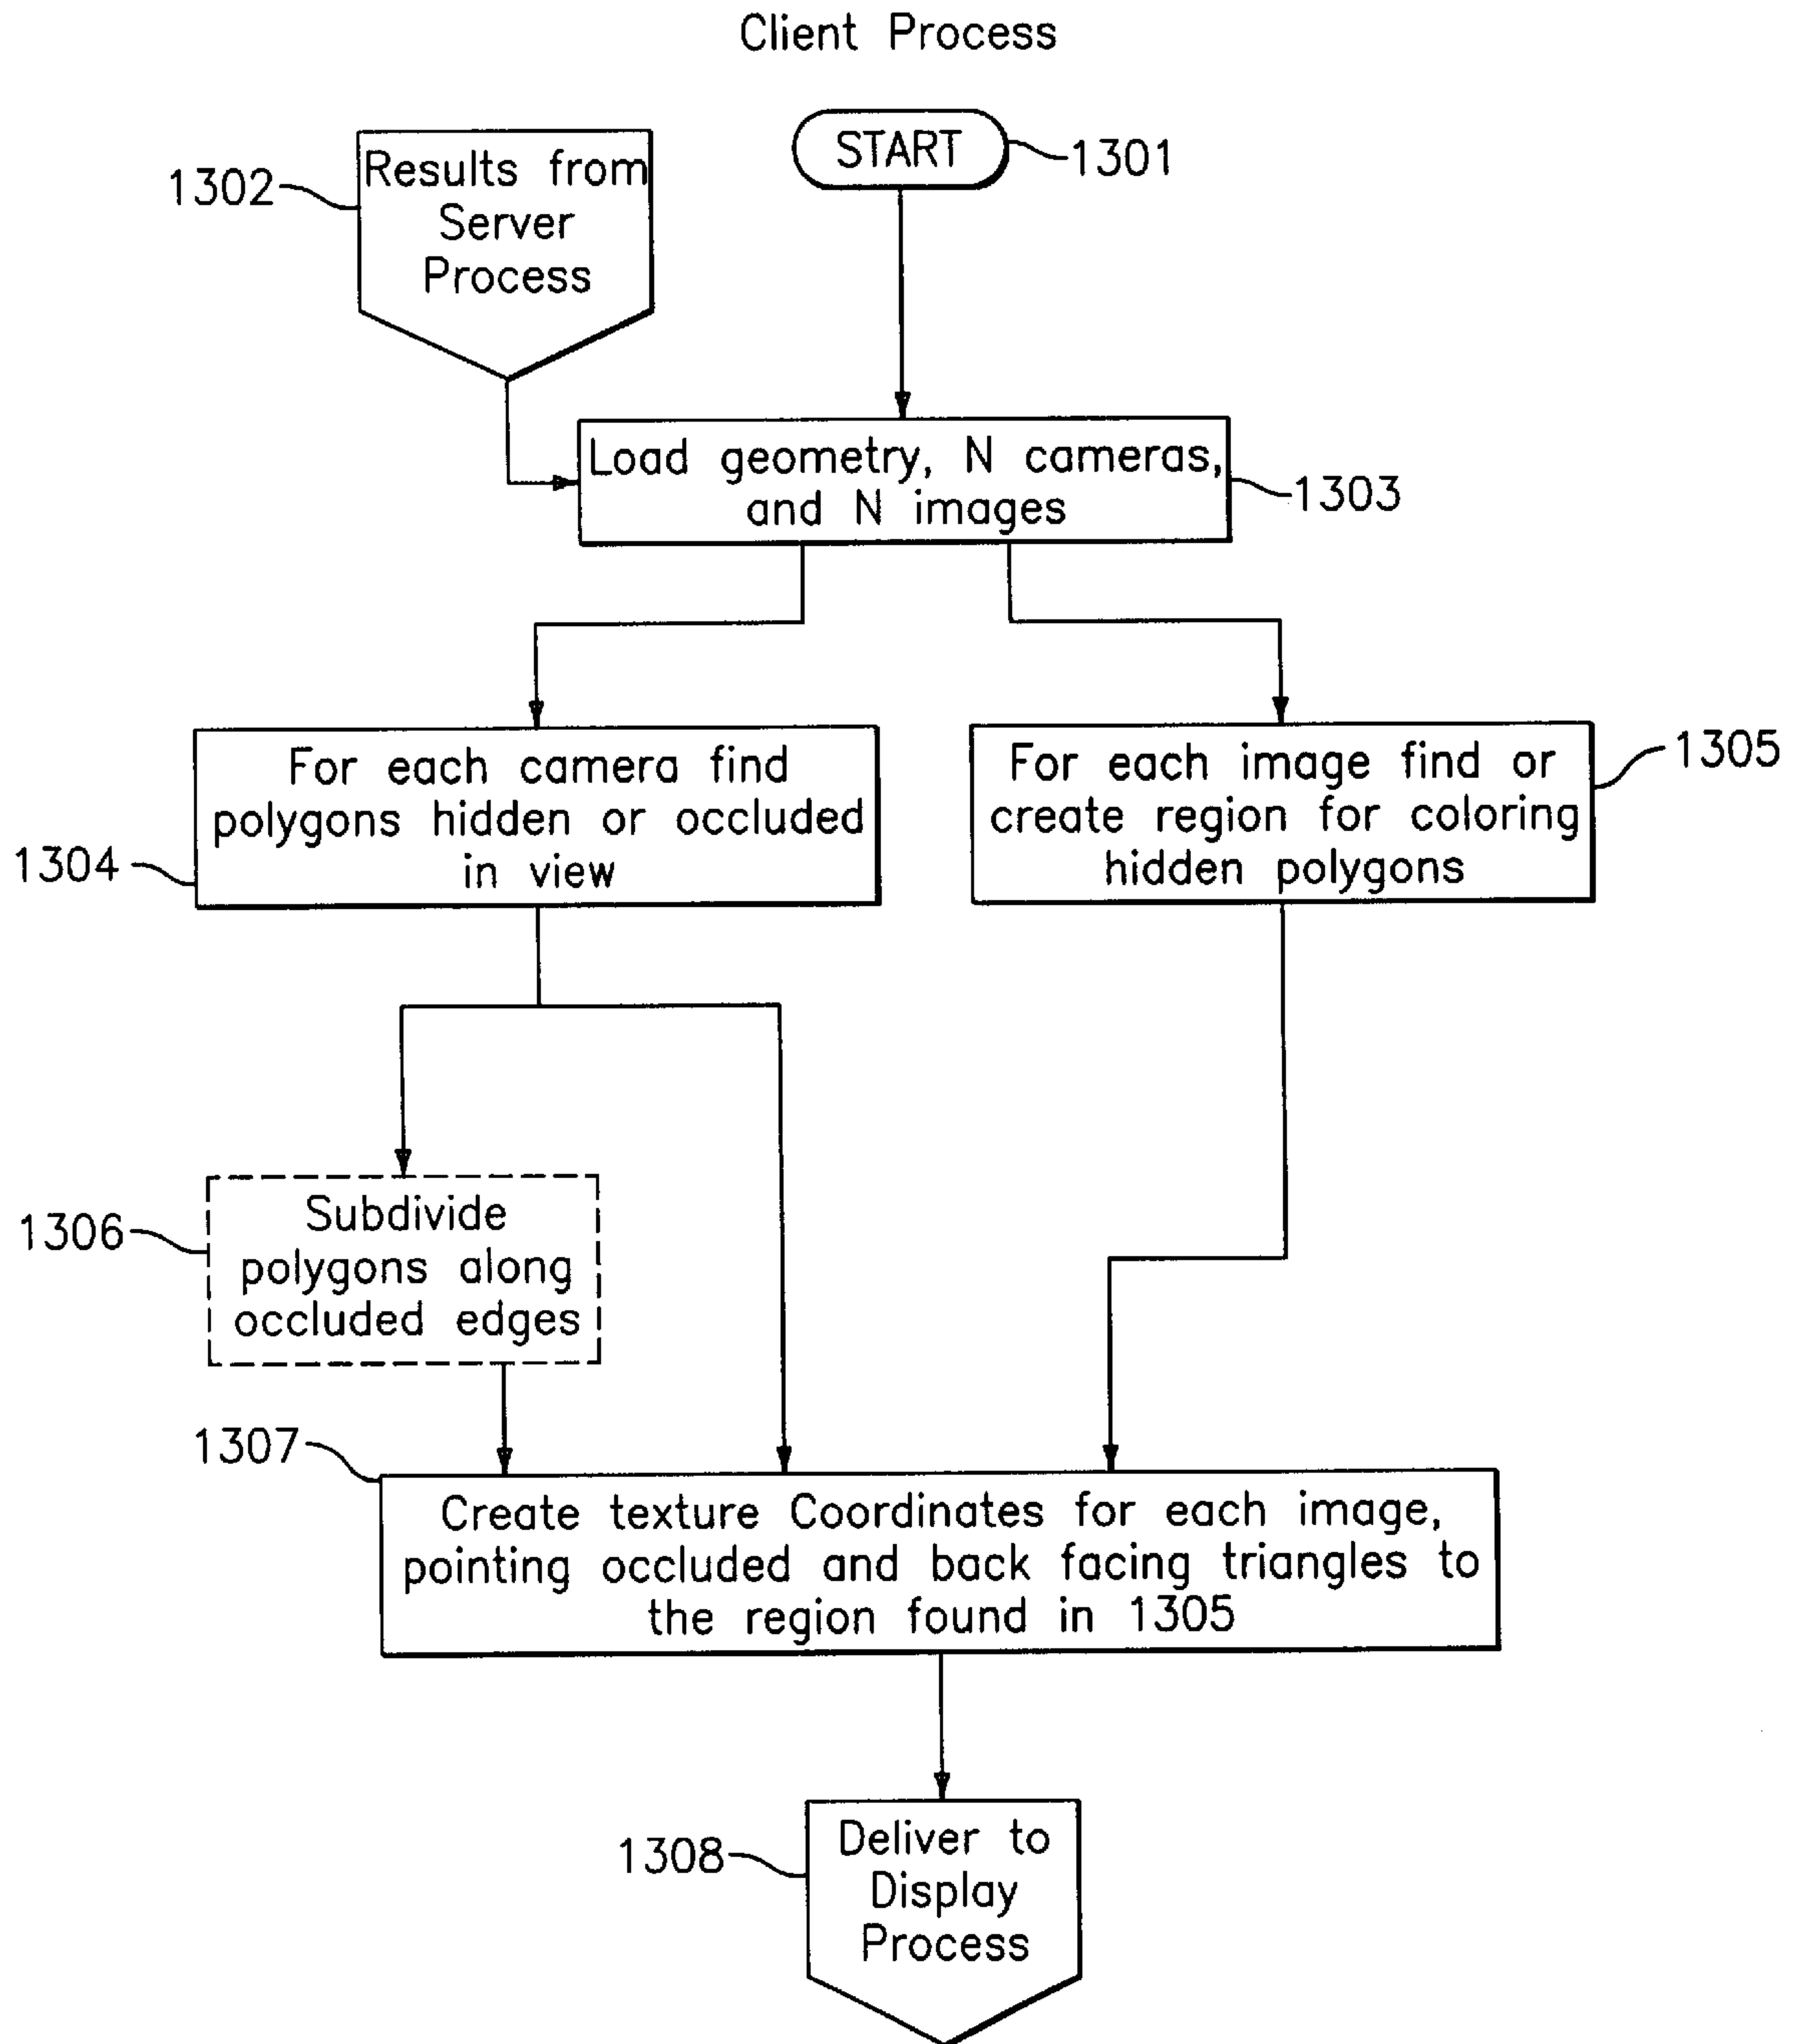 Client Process
START
1301
1302
Results from
Server
Process
Load geometry, N cameras,
and N images
1303
For each camera find
polygons hidden or occluded
in view
1304
For each image find or
create region for coloring
hidden polygons
1305
1306
Subdivide
polygons along
occluded edges
1307
Create texture Coordinates for each image,
pointing occluded and back facing triangles to
the region found in 1305
1308
Deliver to
Display
Process